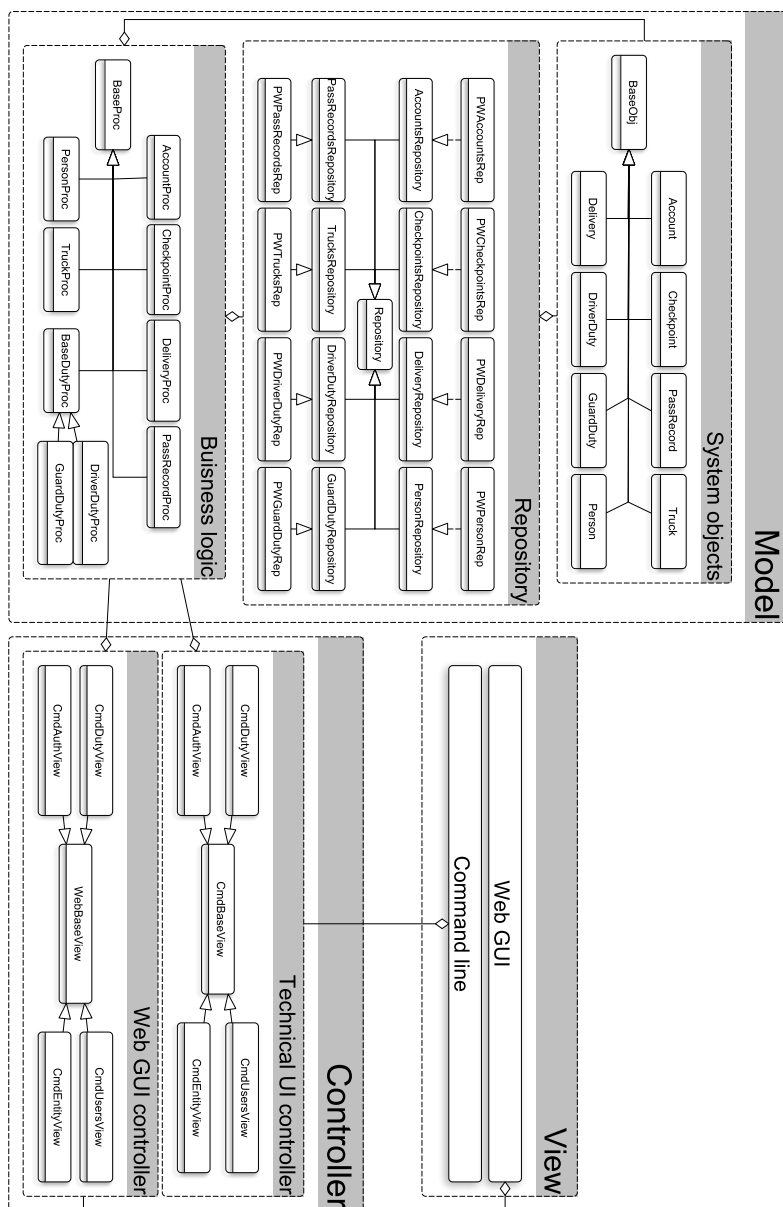 Model
System objects
BaseObj
Account
Checkpoint
PassRecord
Truck
Delivery
DriverDuty
GuardDuty
Person
Repository
PWAccountsRep
PWCheckpointsRep
PWDeliveryRep
PWPersonRep
AccountsRepository
CheckpointsRepository
DeliveryRepository
PersonRepository
Repository
PassRecordsRepository
TrucksRepository
DriverDutyRepository
GuardDutyRepository
PWPassRecordsRep
PWTrucksRep
PWDriverDutyRep
PWGuardDutyRep
Buisness logic
BaseProc
AccountProc
CheckpointProc
DeliveryProc
PassRecordProc
PersonProc
TruckProc
BaseDutyProc
DriverDutyProc
GuardDutyProc
View
Web GUI
Command line
Controller
Technical UI controller
CmdDutyView
CmdUsersView
CmdBaseView
CmdAuthView
CmdEntityView
Web GUI controller
CmdDutyView
CmdUsersView
WebBaseView
CmdAuthView
CmdEntityView